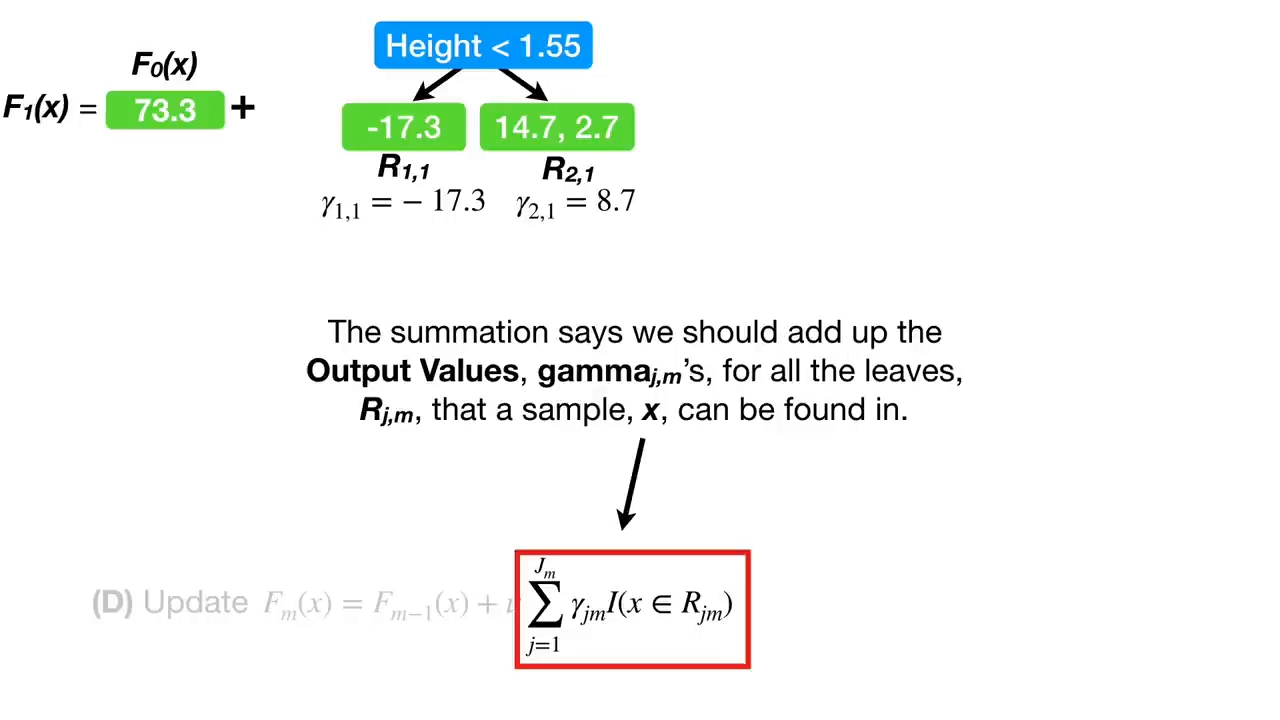 Height < 1.55
F₀(x)
F₁(x) = 73.3 +
-17.3 14.7, 2.7
R₁,₁ R₂,₁
γ₁,₁ = − 17.3 γ₂,₁ = 8.7
The summation says we should add up the
Output Values, gammaⱼ,ₘ’s, for all the leaves,
Rⱼ,ₘ, that a sample, x, can be found in.
(D) Update Fₘ(x) = Fₘ₋₁(x) + ∑ⱼ₌₁^Jₘ γⱼₘI(x ∈ Rⱼₘ)